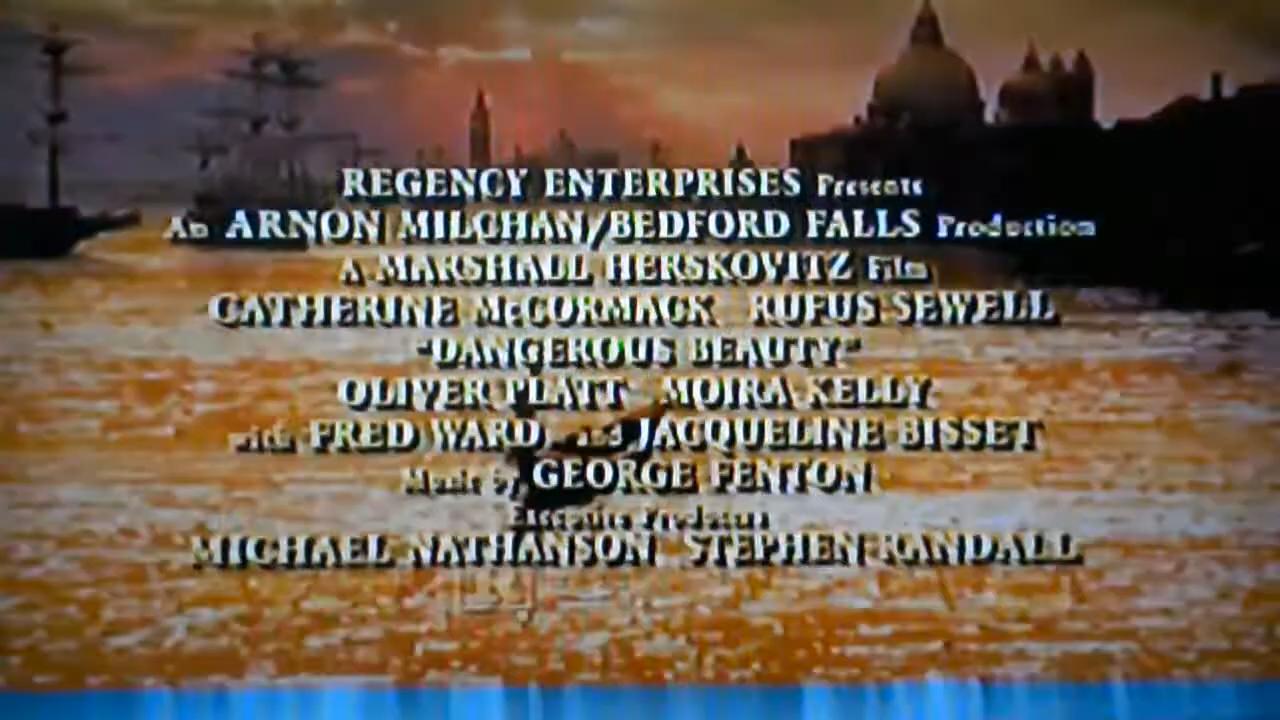 REGENCY ENTERPRISES Presents
An ARNON MILCHAN/BEDFORD FALLS Production
A MARSHALL HERSKOVITZ Film
CATHERINE McCORMACK RUFUS SEWELL
"DANGEROUS BEAUTY"
OLIVER PLATT MOIRA KELLY
with FRED WARD and JACQUELINE BISSET
Music by GEORGE FENTON
Executive Producers
MICHAEL NATHANSON STEPHEN RANDALL